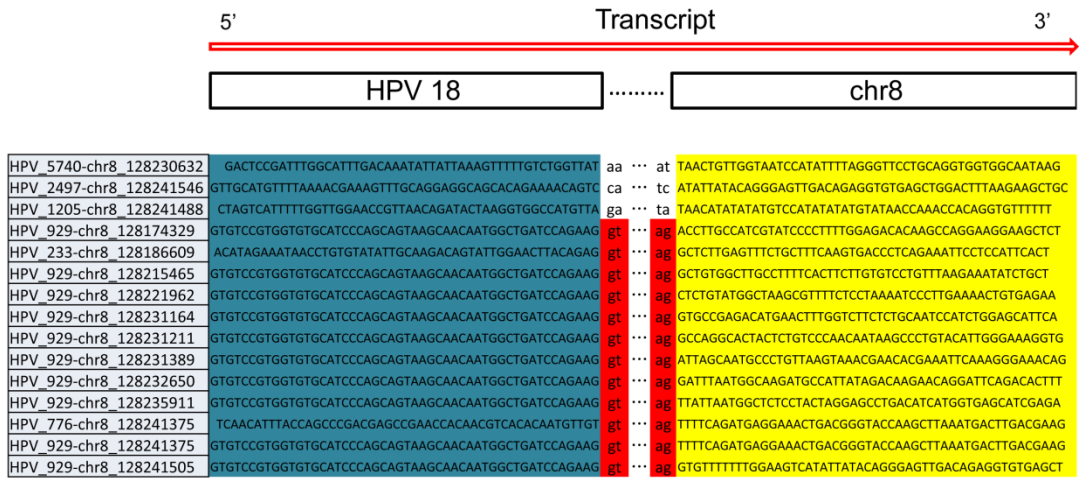 5’ Transcript 3’
HPV 18 ……… chr8
HPV_5740-chr8_128230632 GACTCCGATTTGGCATTTGACAAATATTATTAAAGTTTTTGTCTGGTTAT aa ··· at TAACTGTTGGTAATCCATATTTTAGGGTTCCTGCAGGTGGTGGCAATAAG
HPV_2497-chr8_128241546 GTTGCATGTTTTAAAACGAAAGTTTGCAGGAGGCAGCACAGAAAACAGTC ca ··· tc ATATTATACAGGGAGTTGACAGAGGTGTGAGCTGGACTTTAAGAAGCTGC
HPV_1205-chr8_128241488 CTAGTCATTTTTGGTTGGAACCGTTAACAGATACTAAGGTGGCCATGTTA ga ··· ta TAACATATATATGTCCATATATATGTATAACCAAACCACAGGTGTTTTTT
HPV_929-chr8_128174329 GTGTCCGTGGTGTGCATCCCAGCAGTAAGCAACAATGGCTGATCCAGAAG gt ··· ag ACCTTGCCATCGTATCCCCTTTTGGAGACACAAGCCAGGAAGGAAGCTCT
HPV_233-chr8_128186609 ACATAGAAATAACCTGTGTATATTGCAAGACAGTATTGGAACTTACAGAG gt ··· ag GCTCTTGAGTTTCTGCTTTCAAGTGACCCTCAGAAATTCCTCCATTCACT
HPV_929-chr8_128215465 GTGTCCGTGGTGTGCATCCCAGCAGTAAGCAACAATGGCTGATCCAGAAG gt ··· ag GCTGTGGCTTGCCTTTTCACTTCTTGTGTCCTGTTTAAGAAATATCTGCT
HPV_929-chr8_128221962 GTGTCCGTGGTGTGCATCCCAGCAGTAAGCAACAATGGCTGATCCAGAAG gt ··· ag CTCTGTATGGCTAAGCGTTTTCTCCTAAAATCCCTTGAAAACTGTGAGAA
HPV_929-chr8_128231164 GTGTCCGTGGTGTGCATCCCAGCAGTAAGCAACAATGGCTGATCCAGAAG gt ··· ag GTGCCGAGACATGAACTTTGGTCTTCTCTGCAATCCATCTGGAGCATTCA
HPV_929-chr8_128231211 GTGTCCGTGGTGTGCATCCCAGCAGTAAGCAACAATGGCTGATCCAGAAG gt ··· ag GCCAGGCACTACTCTGTCCCAACAATAAGCCCTGTACATTGGGAAAGGTG
HPV_929-chr8_128231389 GTGTCCGTGGTGTGCATCCCAGCAGTAAGCAACAATGGCTGATCCAGAAG gt ··· ag ATTAGCAATGCCCTGTTAAGTAAACGAACACGAAATTCAAAGGGAAACAG
HPV_929-chr8_128232650 GTGTCCGTGGTGTGCATCCCAGCAGTAAGCAACAATGGCTGATCCAGAAG gt ··· ag GATTTAATGGCAAGATGCCATTATAGACAAGAACAGGATTCAGACACTTT
HPV_929-chr8_128235911 GTGTCCGTGGTGTGCATCCCAGCAGTAAGCAACAATGGCTGATCCAGAAG gt ··· ag TTATTAATGGCTCTCCTACTAGGAGCCTGACATCATGGTGAGCATCGAGA
HPV_776-chr8_128241375 TCAACATTTACCAGCCCGACGAGCCGAACCACAACGTCACACAATGTTGT gt ··· ag TTTTCAGATGAGGAAACTGACGGGTACCAAGCTTAAATGACTTGACGAAG
HPV_929-chr8_128241375 GTGTCCGTGGTGTGCATCCCAGCAGTAAGCAACAATGGCTGATCCAGAAG gt ··· ag TTTTCAGATGAGGAAACTGACGGGTACCAAGCTTAAATGACTTGACGAAG
HPV_929-chr8_128241505 GTGTCCGTGGTGTGCATCCCAGCAGTAAGCAACAATGGCTGATCCAGAAG gt ··· ag GTGTTTTTTTGGAAGTCATATTATACAGGGAGTTGACAGAGGTGTGAGCT